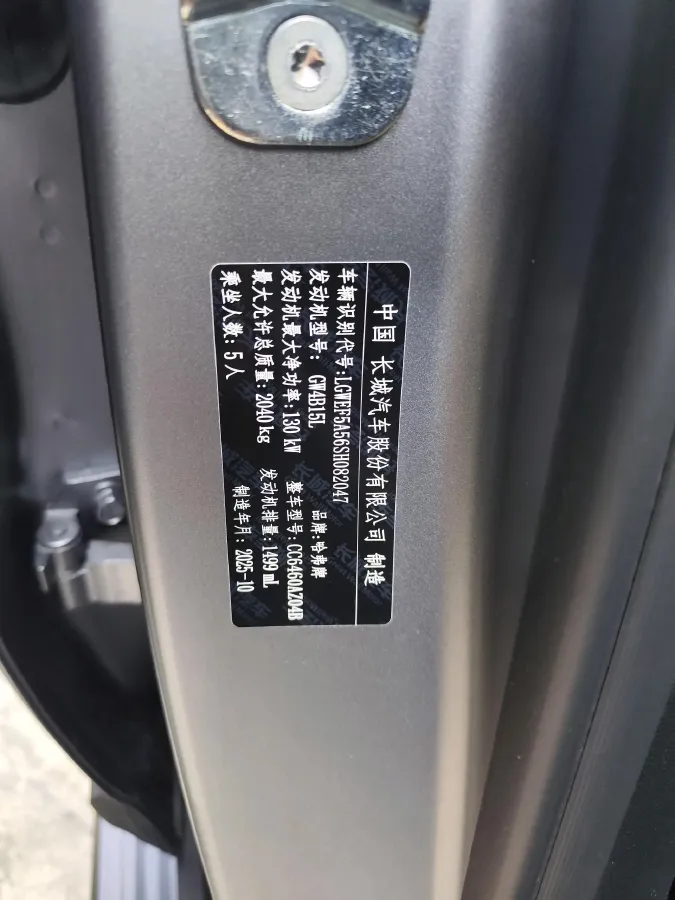 中国 长城汽车股份有限公司 制造
车辆识别代号:LGWEF5A56SH082047 品牌:哈弗牌
发动机型号: GW4B15L 整车型号:CC6460AZ04B
发动机最大净功率:130 kW 发动机排量:1499 mL
最大允许总质量:2040 kg 制造年月: 2025-10
乘坐人数:5 人